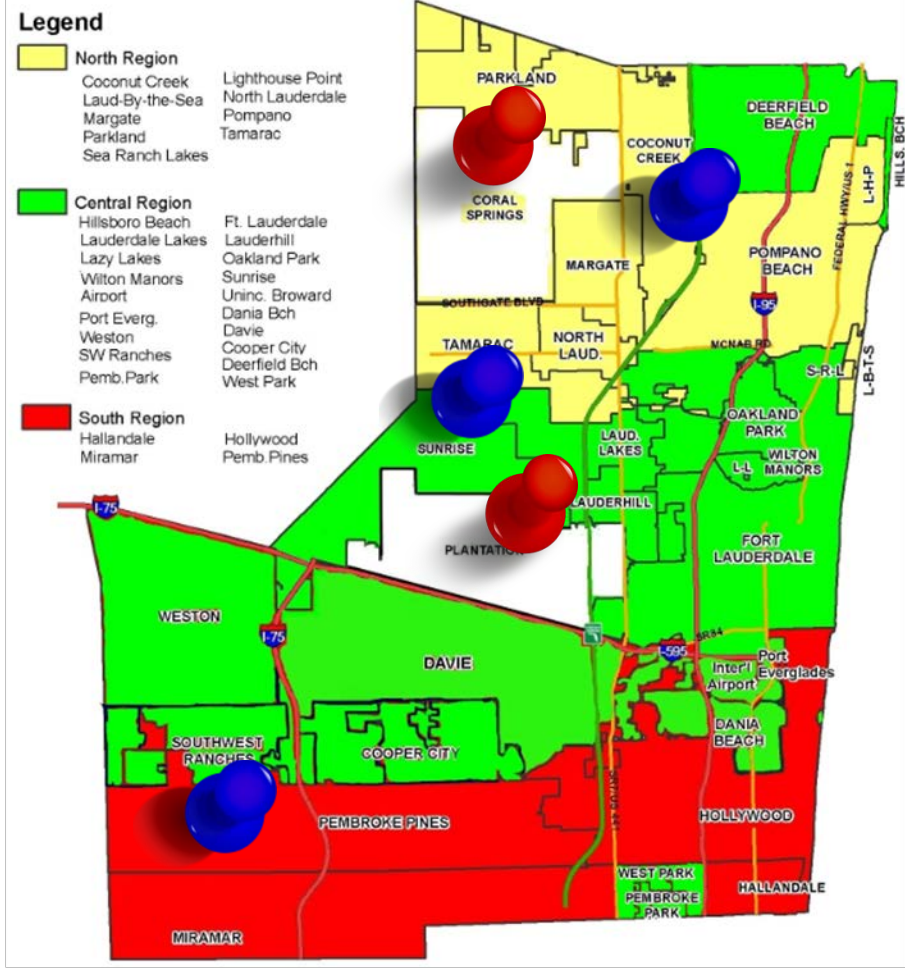 Legend
North Region
Coconut Creek
Laud-By-the-Sea
Margate
Parkland
Sea Ranch Lakes
Lighthouse Point
North Lauderdale
Pompano
Tamarac
Central Region
Hillsboro Beach
Lauderdale Lakes
Lazy Lakes
Wilton Manors
Airport
Port Everg.
Weston
SW Ranches
Pemb.Park
Ft. Lauderdale
Lauderhill
Oakland Park
Sunrise
Uninc. Broward
Dania Bch
Davie
Cooper City
Deerfield Bch
West Park
South Region
Hallandale
Miramar
Hollywood
Pemb.Pines
PARKLAND
DEERFIELD
BEACH
HILLS. BCH
COCONUT
CREEK
L-H-P
CORAL
SPRINGS
FEDERAL HWY/US 1
MARGATE
POMPANO
BEACH
SOUTHGATE BLVD
I-95
TAMARAC
NORTH
LAUD.
MCNAB RD
S-R-L
L-B-T-S
OAKLAND
PARK
SUNRISE
LAUD.
LAKES
L-L
WILTON
MANORS
LAUDERHILL
I-75
PLANTATION
FORT
LAUDERDALE
WESTON
I-75
DAVIE
SR84
I-595
Inter'l
Airport
Port
Everglades
SOUTHWEST
RANCHES
COOPER CITY
DANIA
BEACH
PEMBROKE PINES
HOLLYWOOD
WEST PARK
PEMBROKE
PARK
HALLANDALE
MIRAMAR